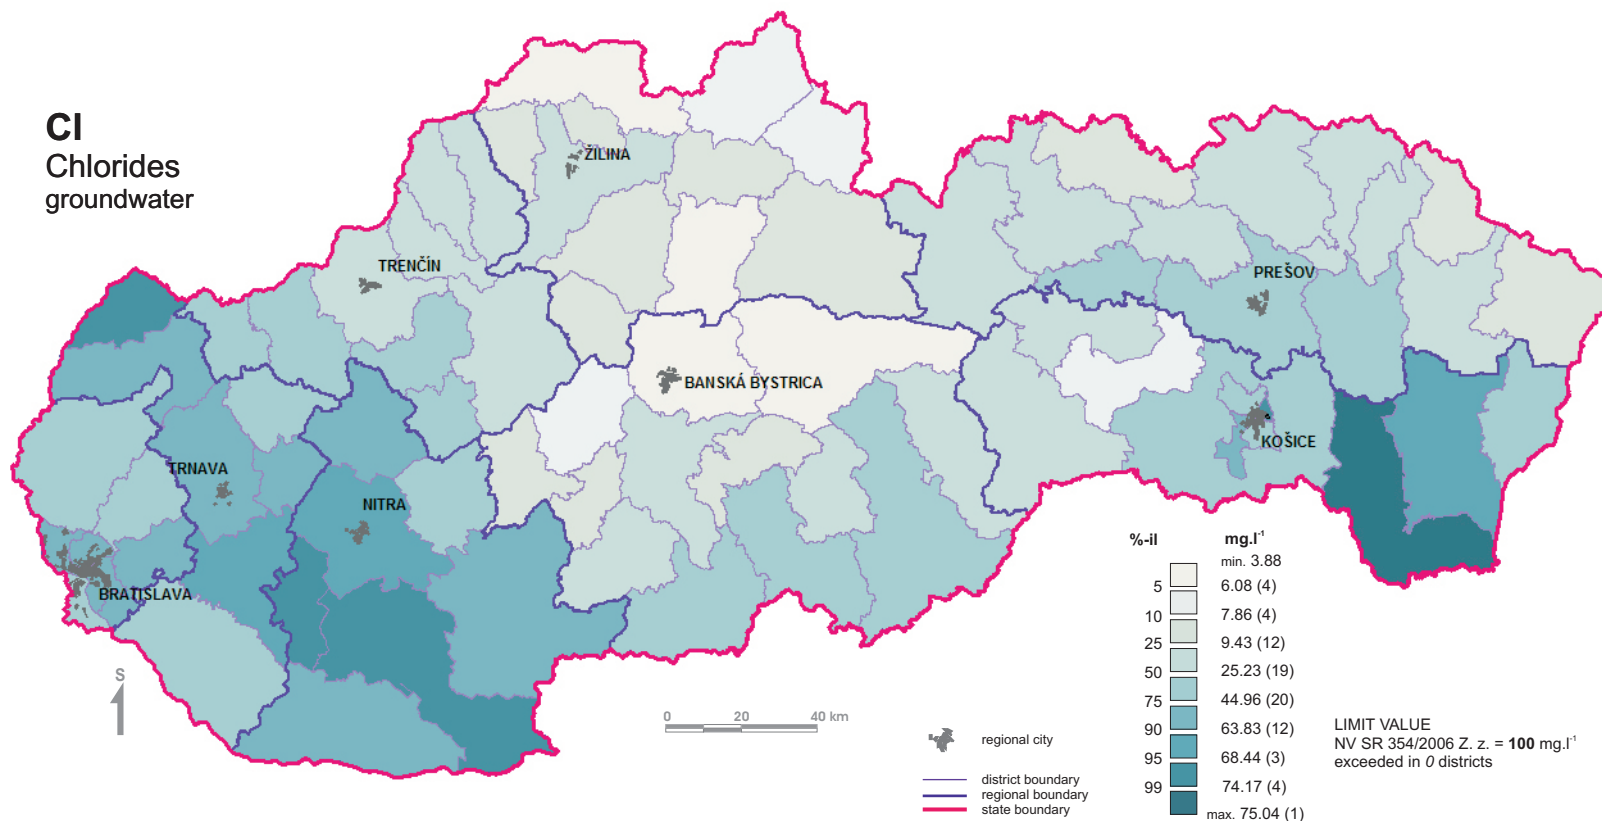 Cl
Chlorides
groundwater
ŽILINA
TRENČÍN
PREŠOV
BANSKÁ BYSTRICA
KOŠICE
TRNAVA
NITRA
BRATISLAVA
S
0 20 40 km
regional city
district boundary
regional boundary
state boundary
%-il mg.l⁻¹
min. 3.88
5 6.08 (4)
10 7.86 (4)
25 9.43 (12)
50 25.23 (19)
75 44.96 (20)
90 63.83 (12)
95 68.44 (3)
99 74.17 (4)
max. 75.04 (1)
LIMIT VALUE
NV SR 354/2006 Z. z. = 100 mg.l⁻¹
exceeded in 0 districts